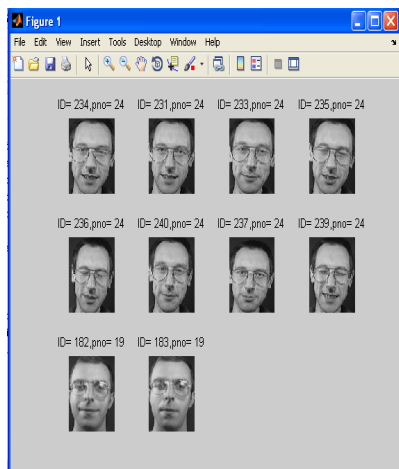 Figure 1
File Edit View Insert Tools Desktop Window Help
ID= 234,pno= 24 ID= 231,pno= 24 ID= 233,pno= 24 ID= 235,pno= 24
ID= 236,pno= 24 ID= 240,pno= 24 ID= 237,pno= 24 ID= 239,pno= 24
ID= 182,pno= 19 ID= 183,pno= 19